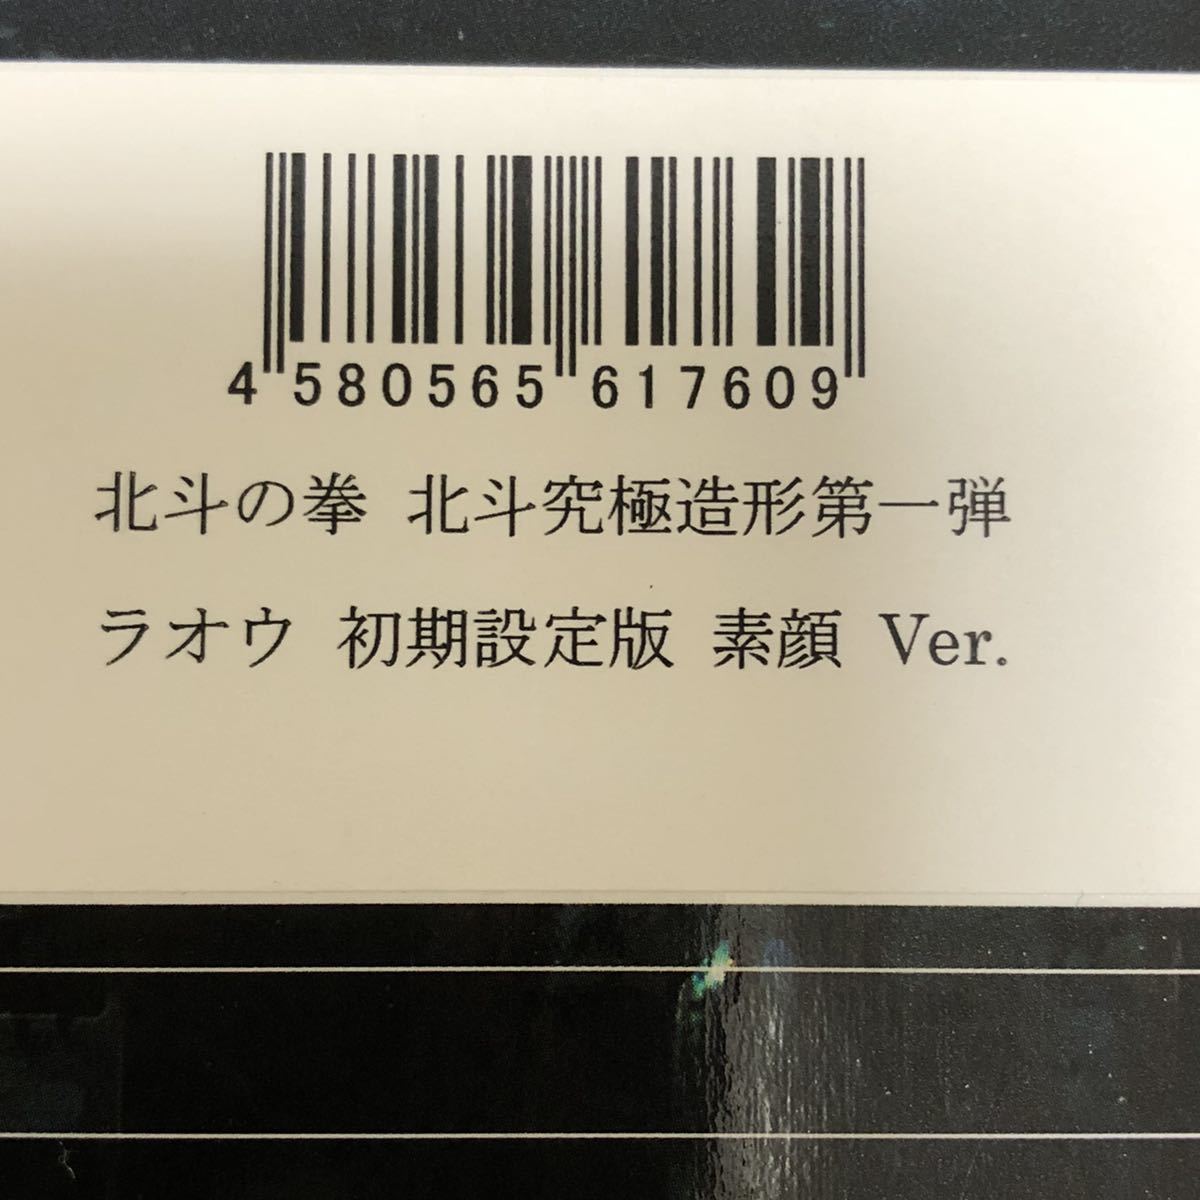 4 580565 617609
北斗の拳 北斗究極造形第一弾
ラオウ 初期設定版 素顔 Ver.